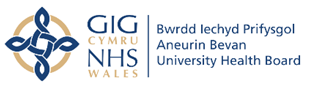 GIG
CYMRU
NHS
WALES
Bwrdd Iechyd Prifysgol
Aneurin Bevan
University Health Board